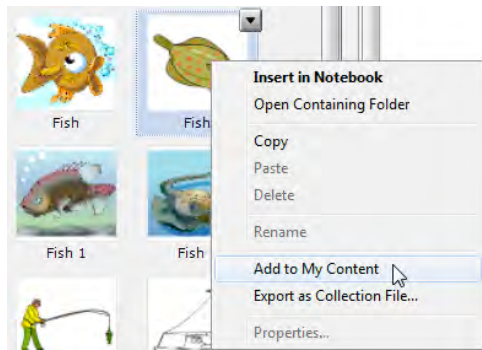 Fish
Fish
Fish 1
Fish
Insert in Notebook
Open Containing Folder
Copy
Paste
Delete
Rename
Add to My Content
Export as Collection File...
Properties...